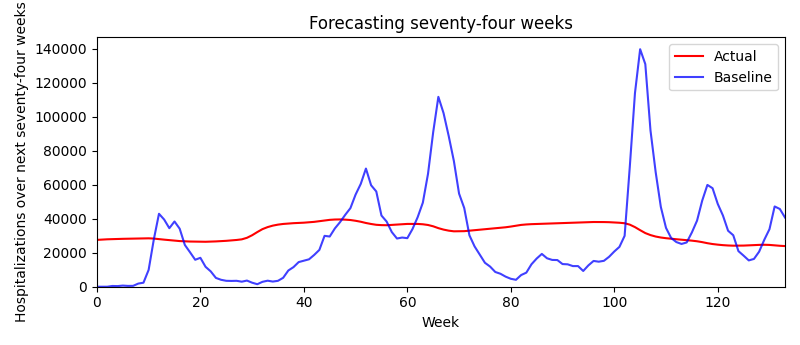 Forecasting seventy-four weeks
Hospitalizations over next seventy-four weeks
140000
120000
100000
80000
60000
40000
20000
0
0 20 40 60 80 100 120
Week
Actual
Baseline